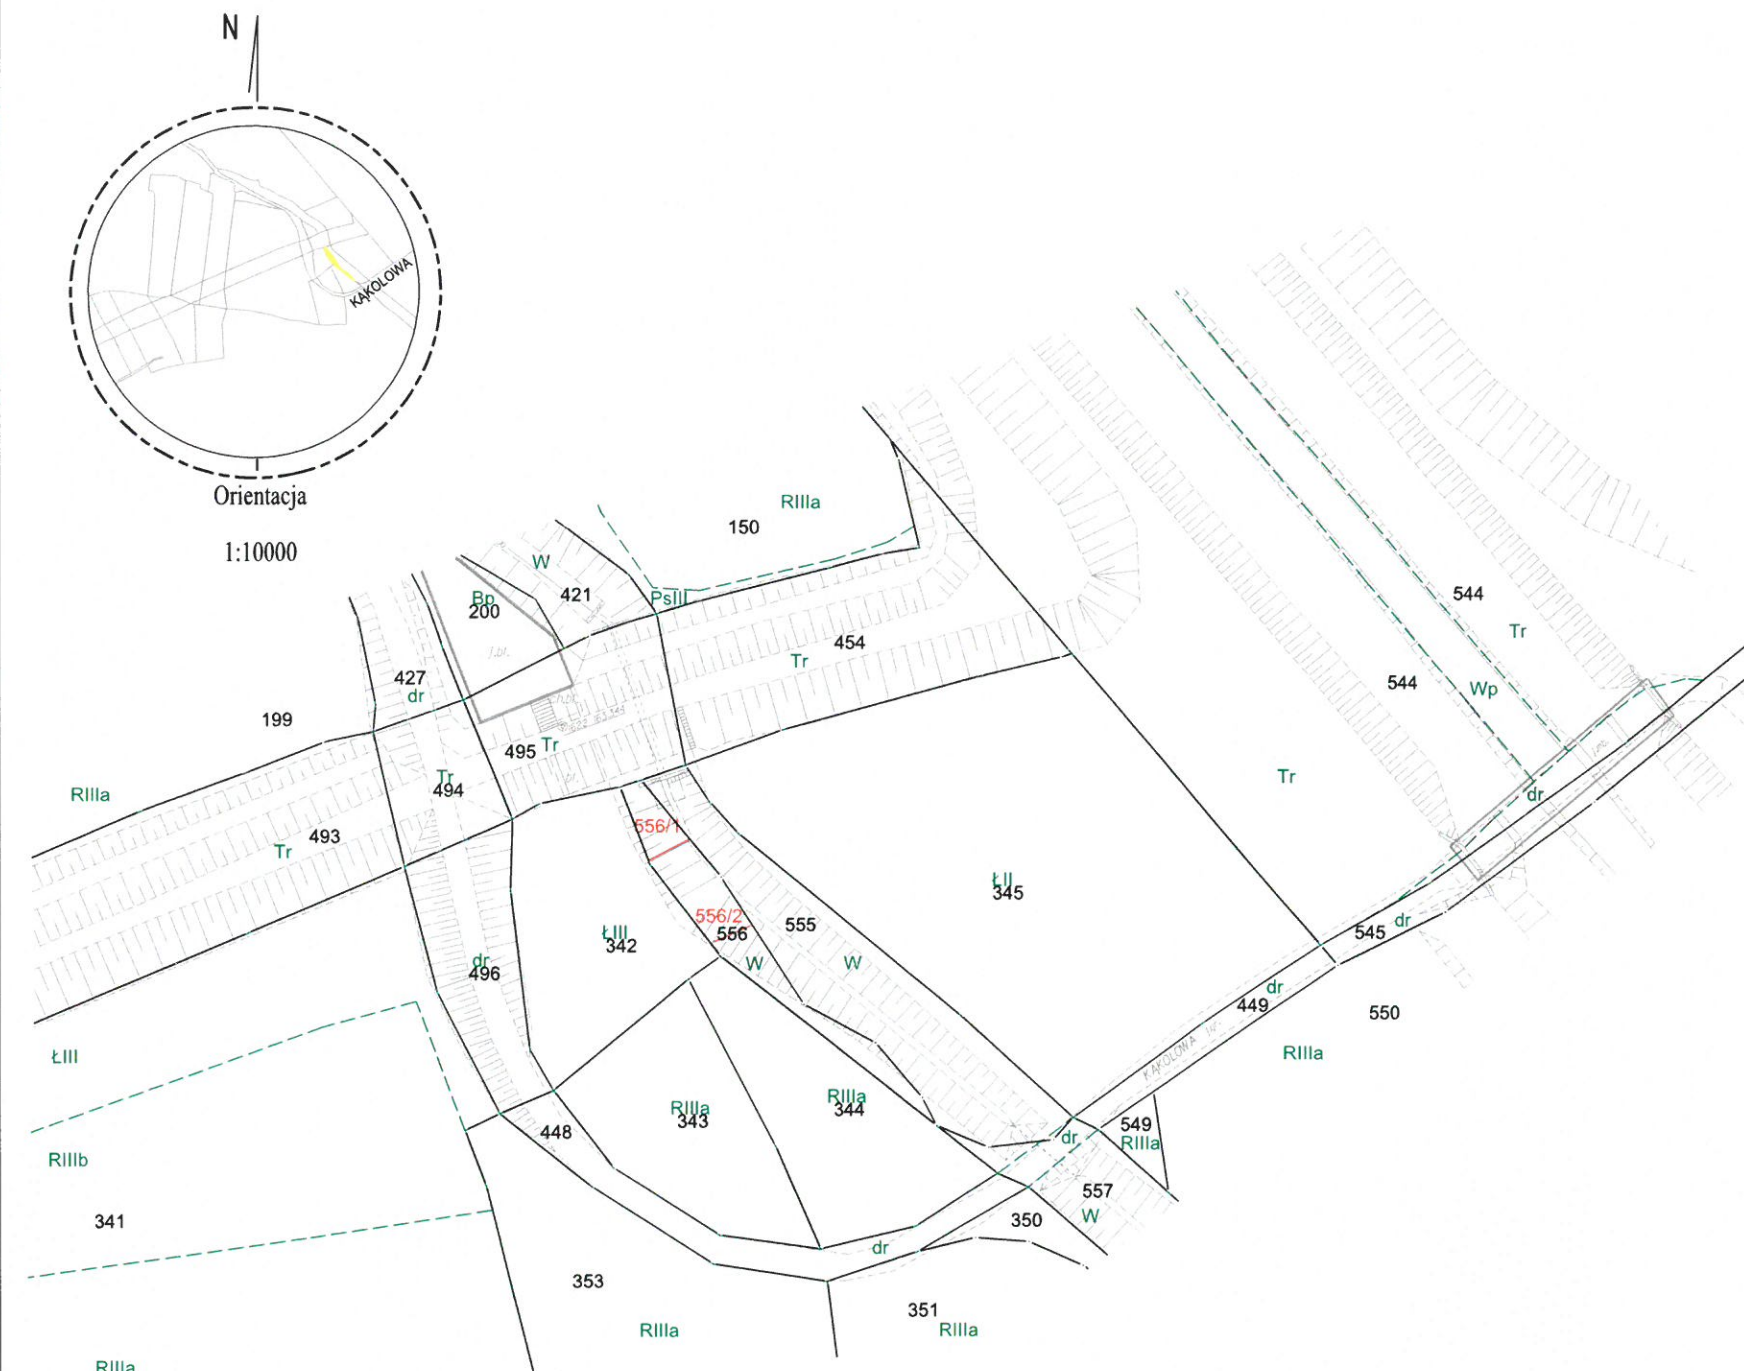 N
KĄKOLOWA
Orientacja
1:10000
RIIIa
150
W
421
PsIII
Bp
200
544
Tr
454
Tr
427
dr
544
Wp
199
495
Tr
Tr
494
Tr
dr
RIIIa
493
Tr
556/1
ŁII
345
556/2
555
556
ŁIII
342
545
dr
W
W
dr
496
dr
449
550
KĄKOLOWA
RIIIa
ŁIII
RIIIa
343
RIIIa
344
448
549
dr
RIIIa
RIIIb
557
W
341
350
dr
353
351
RIIIa
RIIIa
RIIIa